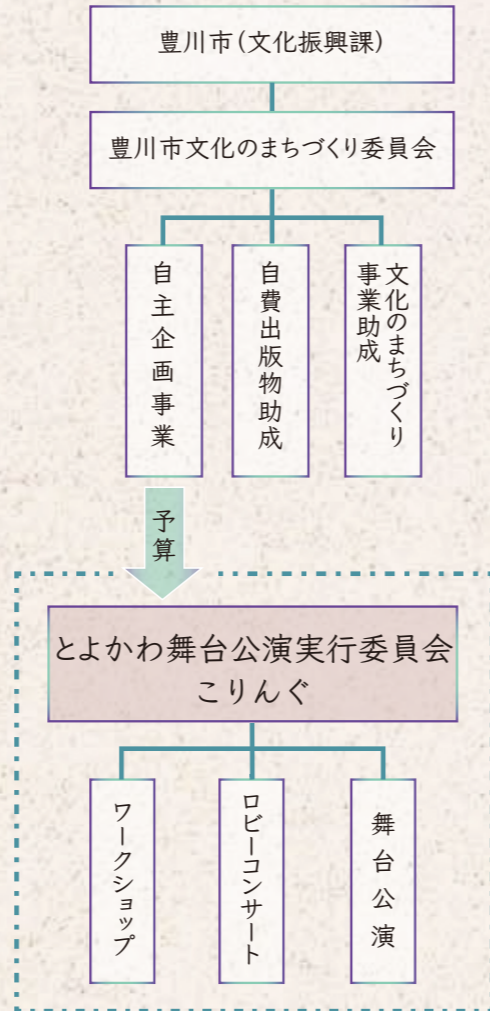 豊川市(文化振興課)
豊川市文化のまちづくり委員会
自主企画事業
自費出版物助成
文化のまちづくり
事業助成
予算
とよかわ舞台公演実行委員会
こりんぐ
ワークショップ
ロビーコンサート
舞台公演